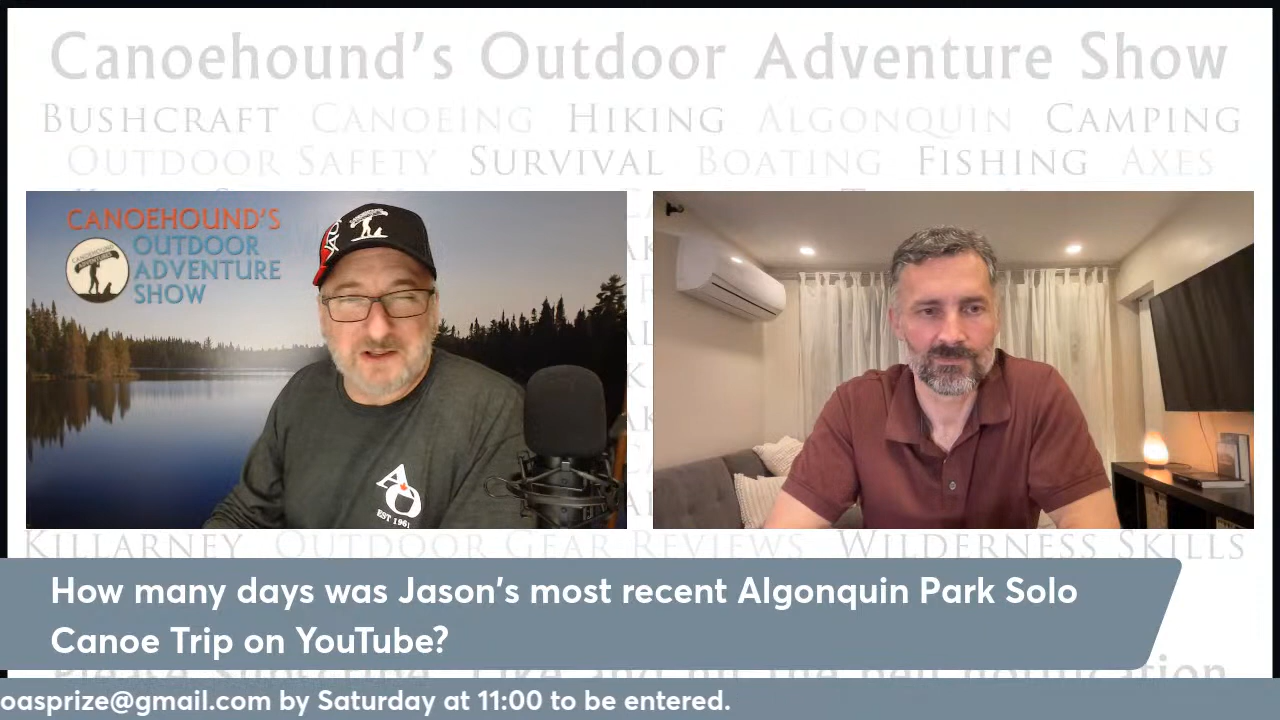 Canoehound's Outdoor Adventure Show
BUSHCRAFT CANOEING HIKING ALGONQUIN CAMPING
OUTDOOR SAFETY SURVIVAL BOATING FISHING AXES
CANOEHOUND'S
OUTDOOR
ADVENTURE
SHOW
AO
EST 1961
KILLARNEY OUTDOOR GEAR REVIEWS WILDERNESS SKILLS
How many days was Jason's most recent Algonquin Park Solo
Canoe Trip on YouTube?
oasprize@gmail.com by Saturday at 11:00 to be entered.